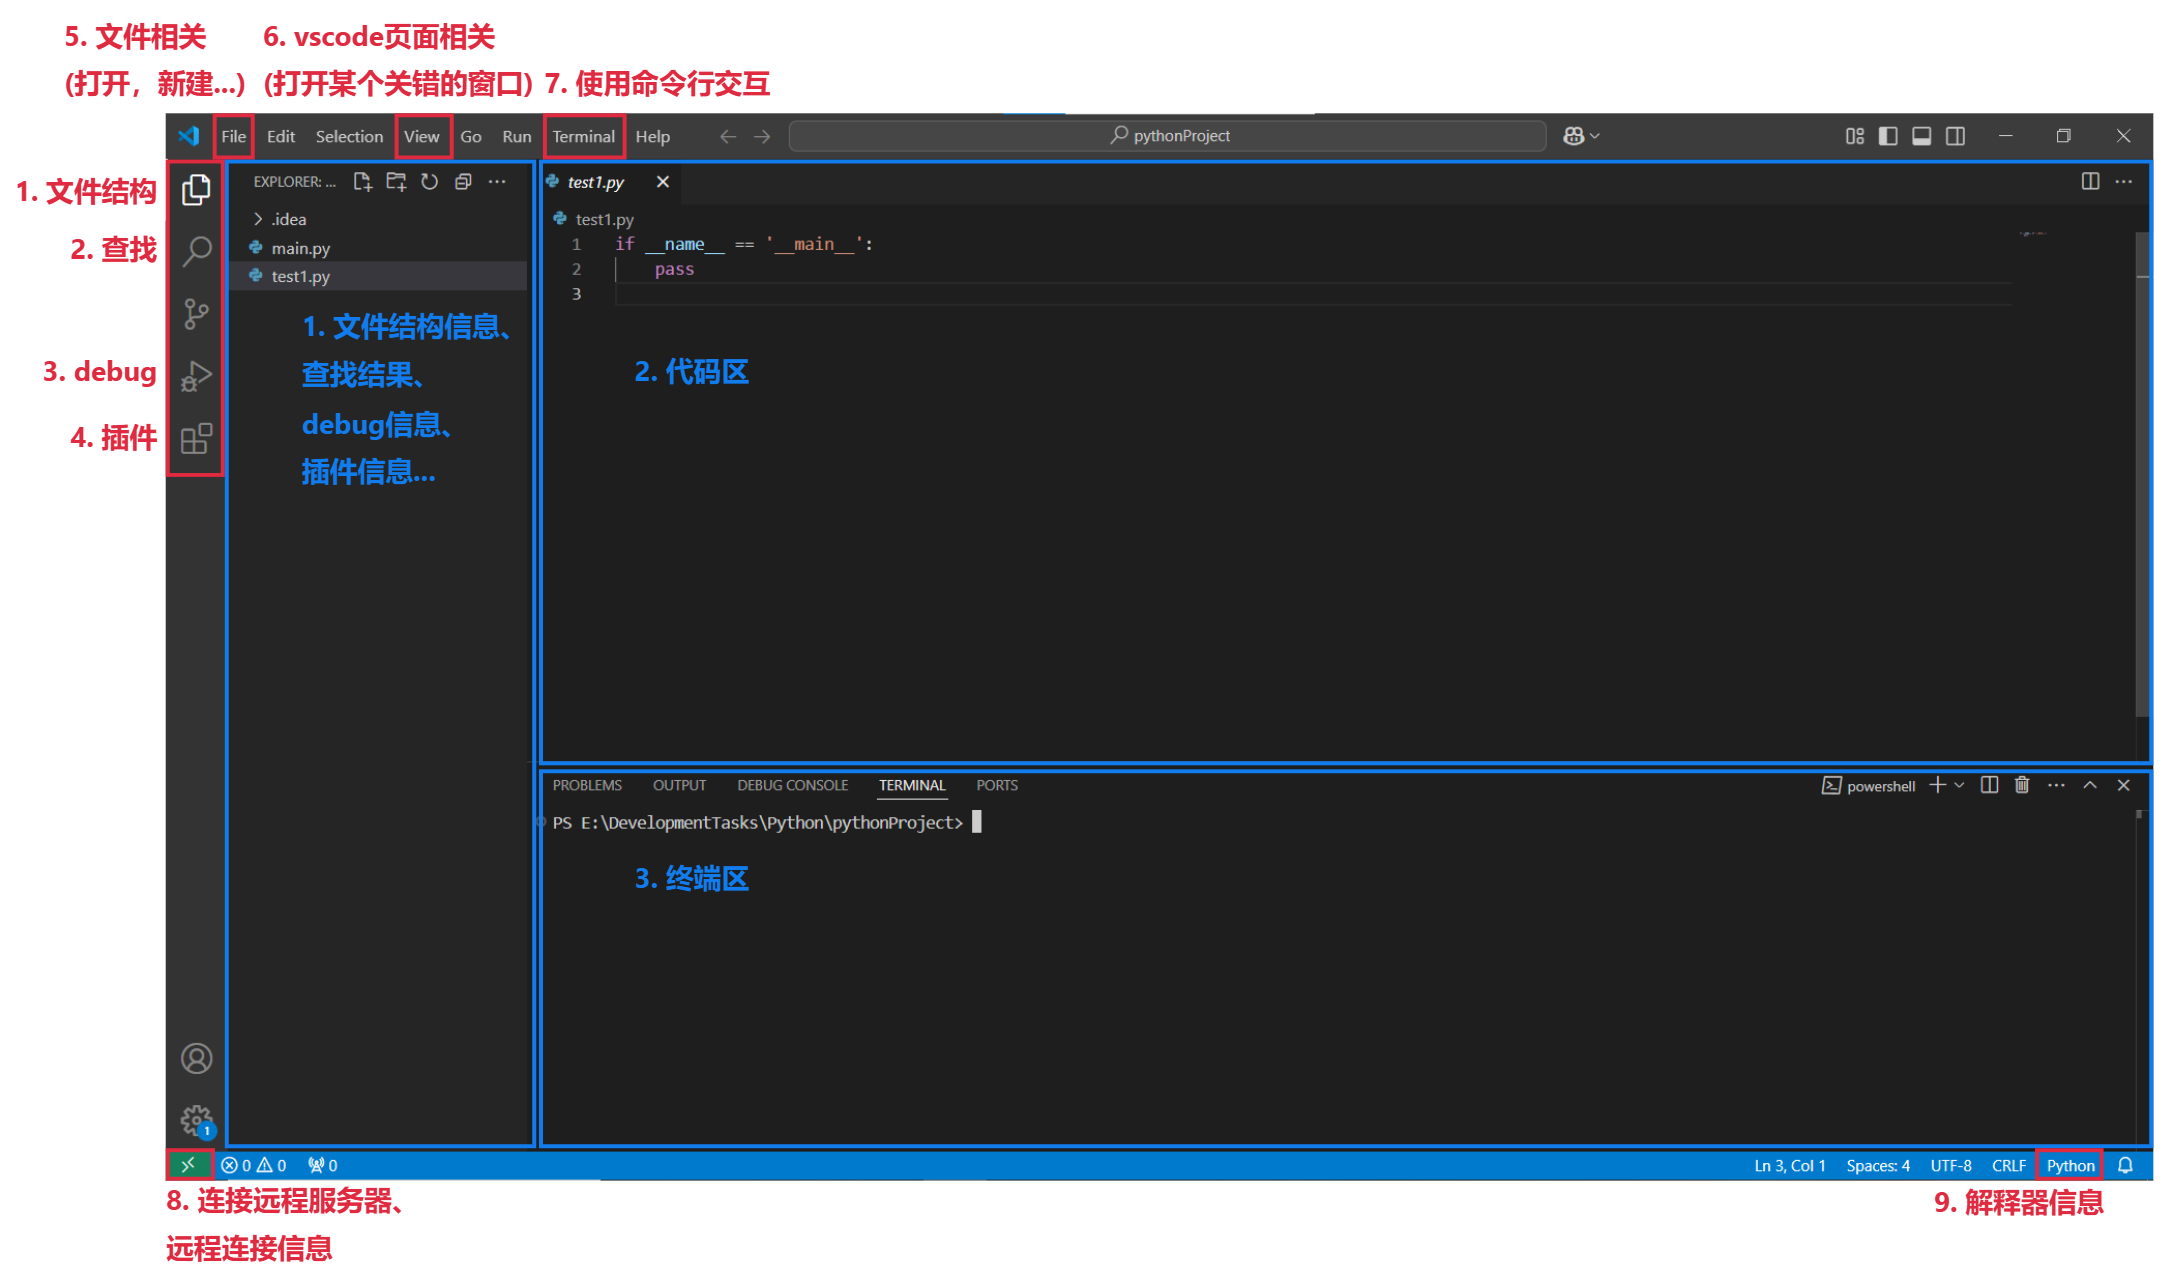 5. 文件相关
6. vscode页面相关
(打开，新建...)
(打开某个关错的窗口)
7. 使用命令行交互
File Edit Selection View Go Run Terminal Help
pythonProject
1. 文件结构
2. 查找
3. debug
4. 插件
EXPLORER: ...
.idea
main.py
test1.py
1. 文件结构信息、
查找结果、
debug信息、
插件信息...
test1.py
test1.py
1 if __name__ == '__main__':
2 pass
3
2. 代码区
PROBLEMS OUTPUT DEBUG CONSOLE TERMINAL PORTS
powershell
PS E:\DevelopmentTasks\Python\pythonProject>
3. 终端区
1
0 0 0
Ln 3, Col 1 Spaces: 4 UTF-8 CRLF Python
8. 连接远程服务器、
远程连接信息
9. 解释器信息